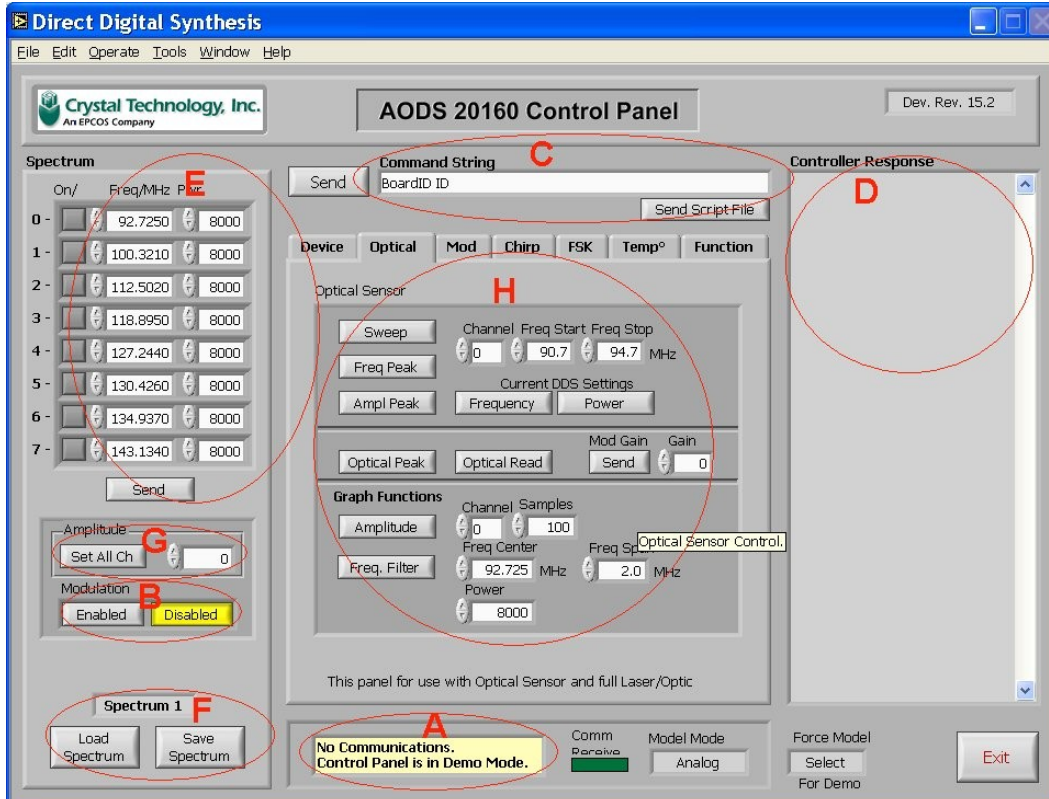 Direct Digital Synthesis
File Edit Operate Tools Window Help
Crystal Technology, Inc.
An EPCOS Company
AODS 20160 Control Panel
Dev. Rev. 15.2
Spectrum
On/ Freq/MHz Pwr
E
0 - 92.7250 8000
1 - 100.3210 8000
2 - 112.5020 8000
3 - 118.8950 8000
4 - 127.2440 8000
5 - 130.4260 8000
6 - 134.9370 8000
7 - 143.1340 8000
Send
Amplitude
G
Set All Ch 0
Modulation
B
Enabled Disabled
Spectrum 1
F
Load Spectrum
Save Spectrum
Command String
C
Send BoardID ID
Send Script File
Device Optical Mod Chirp FSK Temp° Function
H
Optical Sensor
Sweep
Channel Freq Start Freq Stop
0 90.7 94.7 MHz
Freq Peak
Current DDS Settings
Ampl Peak Frequency Power
Mod Gain Gain
Optical Peak Optical Read Send 0
Graph Functions
Channel Samples
Amplitude 0 100
Optical Sensor Control.
Freq Center Freq Span
Freq. Filter 92.725 MHz 2.0 MHz
Power
8000
This panel for use with Optical Sensor and full Laser/Optic
A
No Communications.
Control Panel is in Demo Mode.
Comm Receive
Model Mode
Analog
Controller Response
D
Force Model
Select
For Demo
Exit